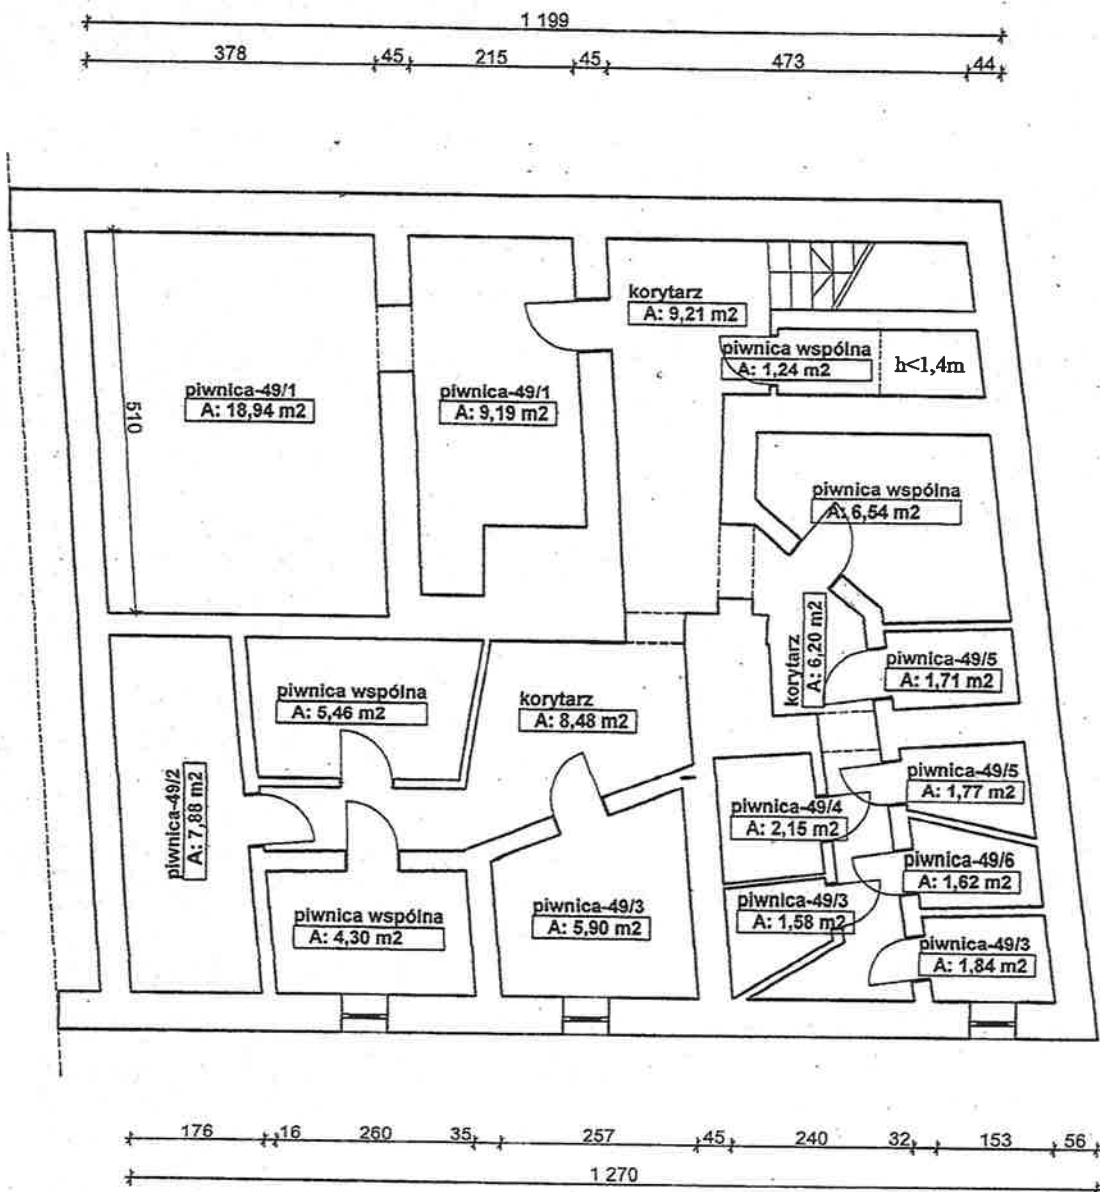 1 199
378 45 215 45 473 44
korytarz
A: 9,21 m2
piwnica wspólna
A: 1,24 m2
h<1,4m
piwnica-49/1
A: 18,94 m2
510
piwnica-49/1
A: 9,19 m2
piwnica wspólna
A: 6,54 m2
korytarz
A: 6,20 m2
piwnica-49/5
A: 1,71 m2
piwnica wspólna
A: 5,46 m2
korytarz
A: 8,48 m2
piwnica-49/2
A: 7,88 m2
piwnica-49/5
A: 1,77 m2
piwnica-49/4
A: 2,15 m2
piwnica-49/6
A: 1,62 m2
piwnica-49/3
A: 1,58 m2
piwnica wspólna
A: 4,30 m2
piwnica-49/3
A: 5,90 m2
piwnica-49/3
A: 1,84 m2
176 16 260 35 257 45 240 32 153 56
1 270